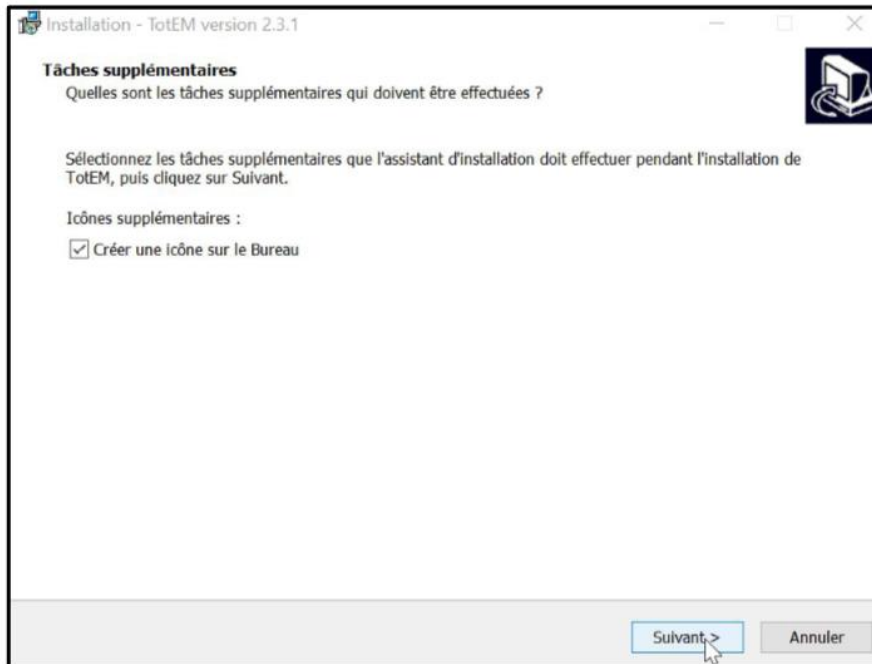 Installation - TotEM version 2.3.1
Tâches supplémentaires
Quelles sont les tâches supplémentaires qui doivent être effectuées ?
Sélectionnez les tâches supplémentaires que l'assistant d'installation doit effectuer pendant l'installation de
TotEM, puis cliquez sur Suivant.
Icônes supplémentaires :
Créer une icône sur le Bureau
Suivant >
Annuler